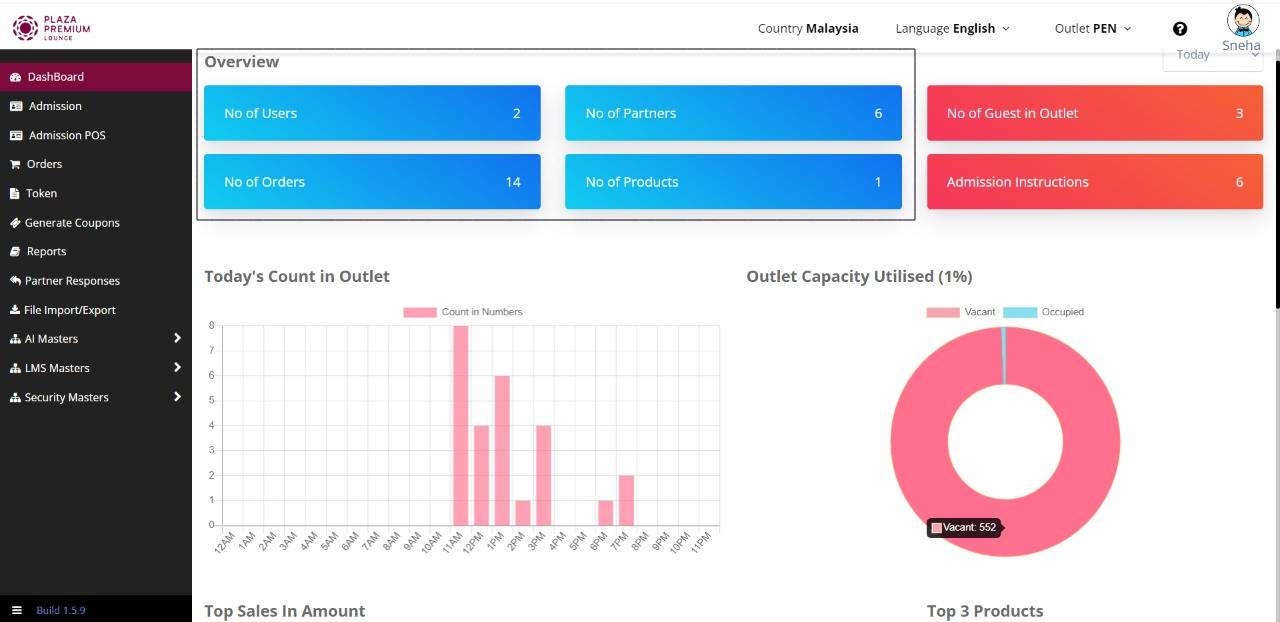 PLAZA
PREMIUM
LOUNGE
Country Malaysia
Language English
Outlet PEN
Sneha
Today
DashBoard
Admission
Admission POS
Orders
Token
Generate Coupons
Reports
Partner Responses
File Import/Export
AI Masters
LMS Masters
Security Masters
Build 1.5.9
Overview
No of Users 2
No of Partners 6
No of Guest in Outlet 3
No of Orders 14
No of Products 1
Admission Instructions 6
Today's Count in Outlet
Count in Numbers
8
7
6
5
4
3
2
1
0
12AM 1AM 2AM 3AM 4AM 5AM 6AM 7AM 8AM 9AM 10AM 11AM 12PM 1PM 2PM 3PM 4PM 5PM 6PM 7PM 8PM 9PM 10PM 11PM
Outlet Capacity Utilised (1%)
Vacant Occupied
Vacant: 552
Top Sales In Amount
Top 3 Products